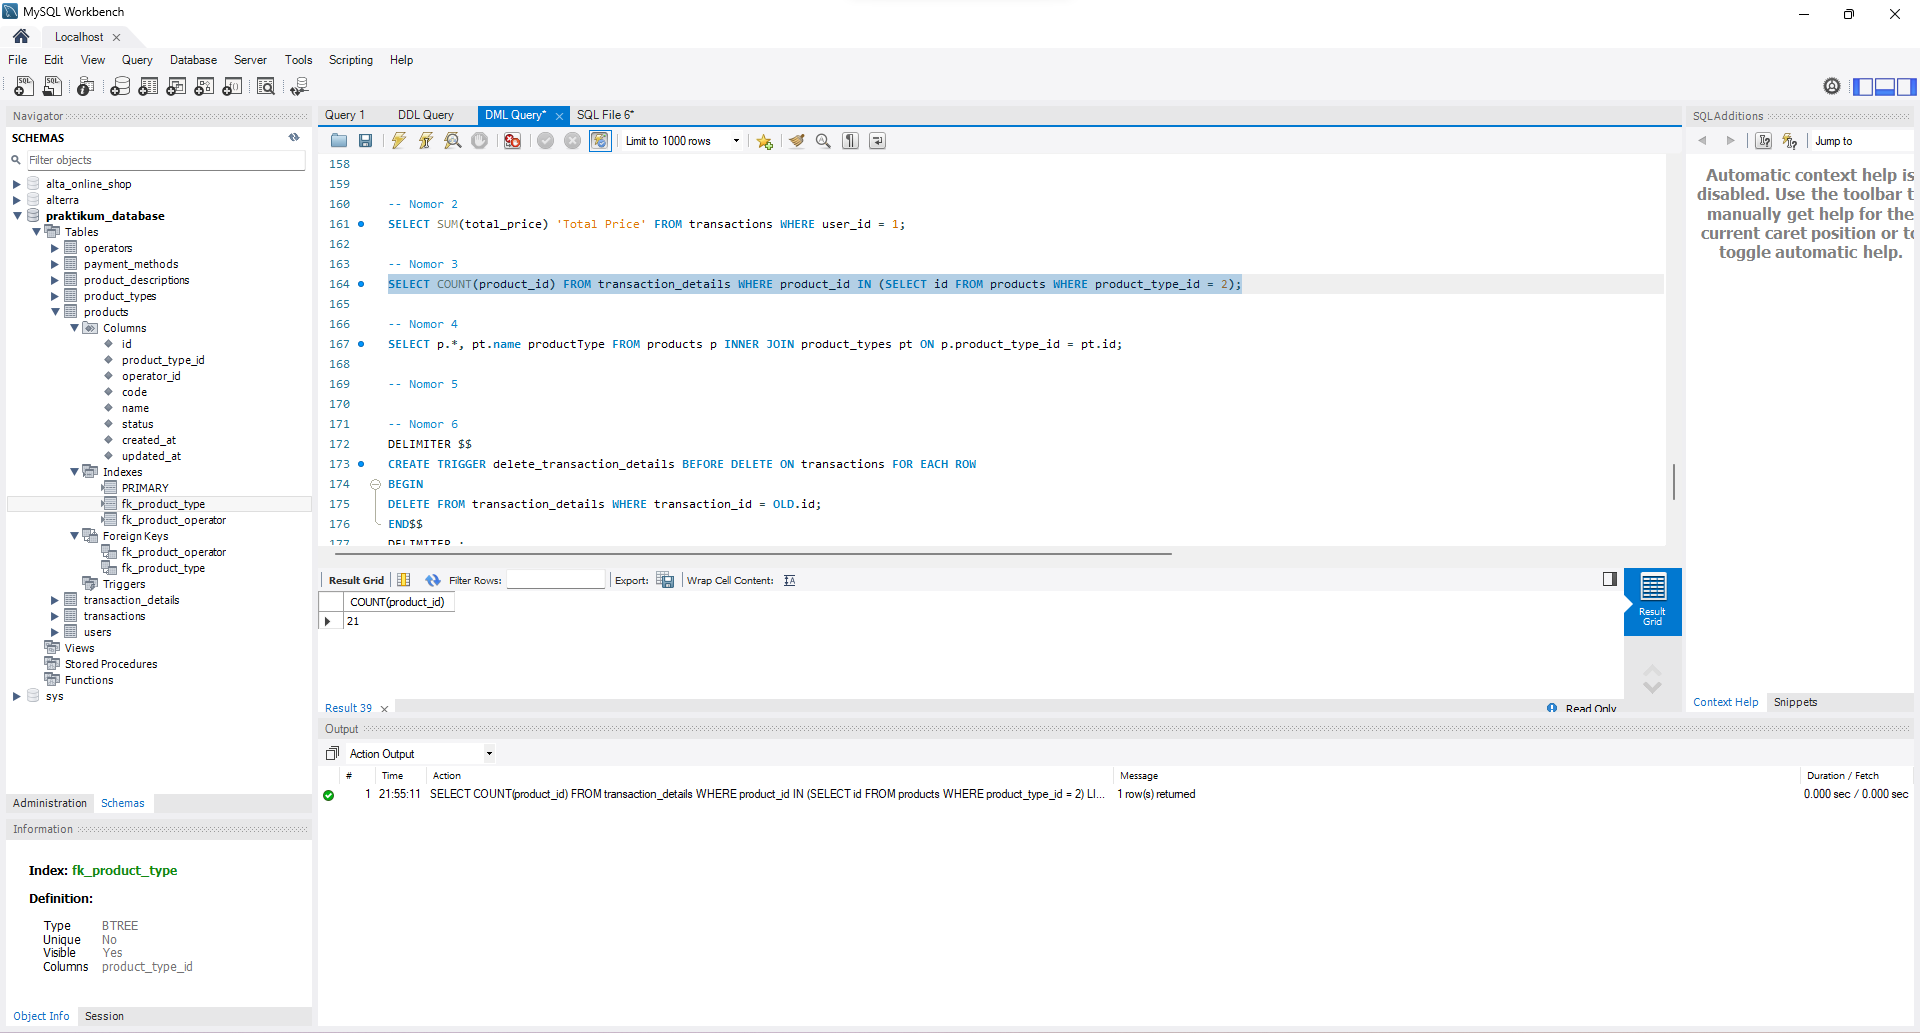 MySQL Workbench
Localhost
File Edit View Query Database Server Tools Scripting Help
Navigator
SCHEMAS
Filter objects
alta_online_shop
alterra
praktikum_database
Tables
operators
payment_methods
product_descriptions
product_types
products
Columns
id
product_type_id
operator_id
code
name
status
created_at
updated_at
Indexes
PRIMARY
fk_product_type
fk_product_operator
Foreign Keys
fk_product_operator
fk_product_type
Triggers
transaction_details
transactions
users
Views
Stored Procedures
Functions
sys
Administration Schemas
Information
Index: fk_product_type
Definition:
Type BTREE
Unique No
Visible Yes
Columns product_type_id
Object Info Session
Query 1 DDL Query DML Query* SQL File 6*
Limit to 1000 rows
158
159
160 -- Nomor 2
161 SELECT SUM(total_price) 'Total Price' FROM transactions WHERE user_id = 1;
162
163 -- Nomor 3
164 SELECT COUNT(product_id) FROM transaction_details WHERE product_id IN (SELECT id FROM products WHERE product_type_id = 2);
165
166 -- Nomor 4
167 SELECT p.*, pt.name productType FROM products p INNER JOIN product_types pt ON p.product_type_id = pt.id;
168
169 -- Nomor 5
170
171 -- Nomor 6
172 DELIMITER $$
173 CREATE TRIGGER delete_transaction_details BEFORE DELETE ON transactions FOR EACH ROW
174 BEGIN
175 DELETE FROM transaction_details WHERE transaction_id = OLD.id;
176 END$$
177 DELIMITER ;
Result Grid Filter Rows: Export: Wrap Cell Content:
COUNT(product_id)
21
Result Grid
Result 39 Read Only
Output
Action Output
# Time Action Message Duration / Fetch
1 21:55:11 SELECT COUNT(product_id) FROM transaction_details WHERE product_id IN (SELECT id FROM products WHERE product_type_id = 2) LI... 1 row(s) returned 0.000 sec / 0.000 sec
SQLAdditions
Jump to
Automatic context help is
disabled. Use the toolbar t
manually get help for the
current caret position or to
toggle automatic help.
Context Help Snippets